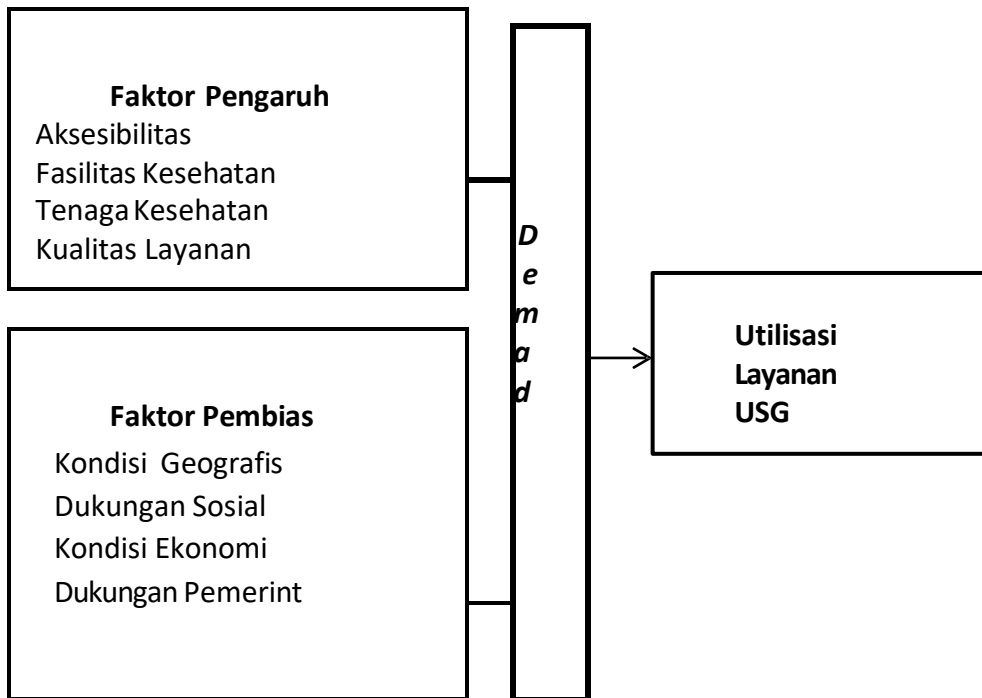 Faktor Pengaruh
Aksesibilitas
Fasilitas Kesehatan
Tenaga Kesehatan
Kualitas Layanan
Faktor Pembias
Kondisi Geografis
Dukungan Sosial
Kondisi Ekonomi
Dukungan Pemerint
D
e
m
a
d
Utilisasi
Layanan
USG